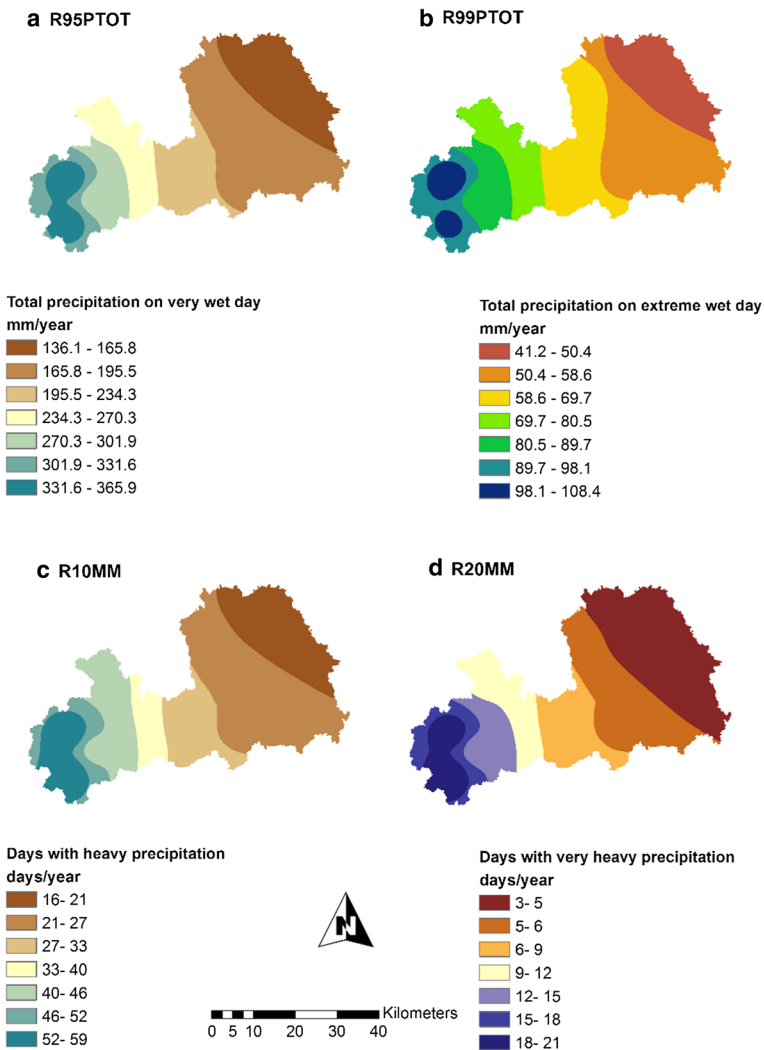 a R95PTOT
b R99PTOT
Total precipitation on very wet day
mm/year
136.1 - 165.8
165.8 - 195.5
195.5 - 234.3
234.3 - 270.3
270.3 - 301.9
301.9 - 331.6
331.6 - 365.9
Total precipitation on extreme wet day
mm/year
41.2 - 50.4
50.4 - 58.6
58.6 - 69.7
69.7 - 80.5
80.5 - 89.7
89.7 - 98.1
98.1 - 108.4
c R10MM
d R20MM
Days with heavy precipitation
days/year
16- 21
21- 27
27- 33
33- 40
40- 46
46- 52
52- 59
N
Kilometers
0 5 10 20 30 40
Days with very heavy precipitation
days/year
3- 5
5- 6
6- 9
9- 12
12- 15
15- 18
18- 21